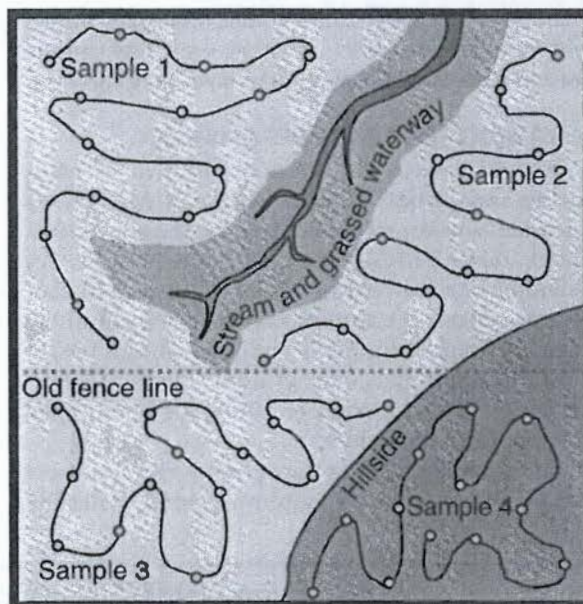 Sample 1
Stream and grassed waterway
Sample 2
Old fence line
Hillside
Sample 4
Sample 3